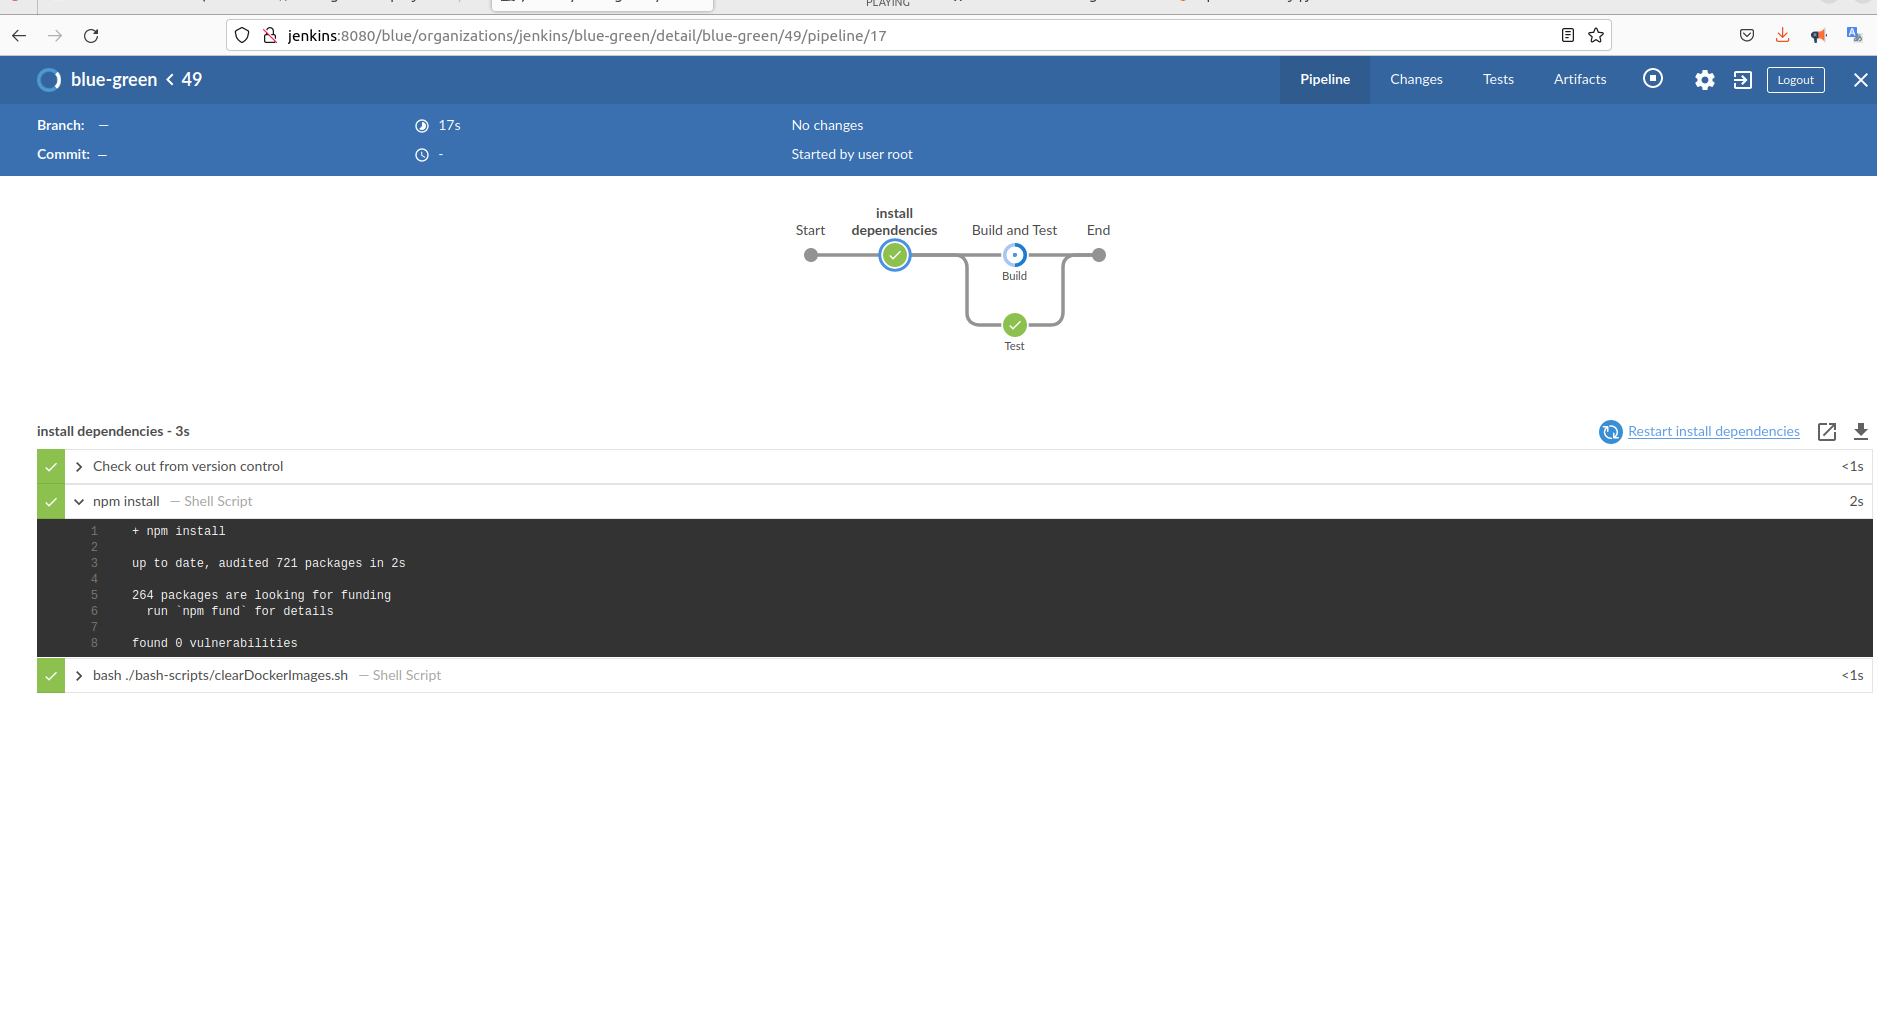 PLAYING
jenkins:8080/blue/organizations/jenkins/blue-green/detail/blue-green/49/pipeline/17
blue-green < 49
Pipeline
Changes
Tests
Artifacts
Logout
Branch: —
17s
No changes
Commit: —
-
Started by user root
Start
install
dependencies
Build and Test
End
Build
Test
install dependencies - 3s
Restart install dependencies
Check out from version control
<1s
npm install — Shell Script
2s
1 + npm install
2
3 up to date, audited 721 packages in 2s
4
5 264 packages are looking for funding
6 run `npm fund` for details
7
8 found 0 vulnerabilities
bash ./bash-scripts/clearDockerImages.sh — Shell Script
<1s